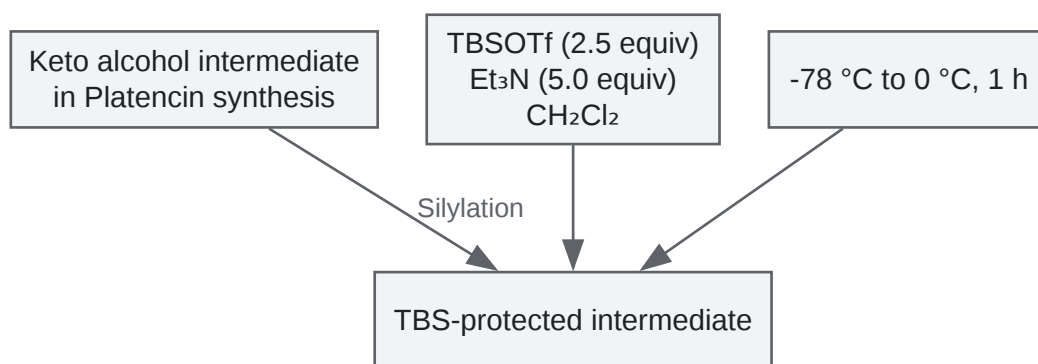 Keto alcohol intermediate
in Platencin synthesis
TBSOTf (2.5 equiv)
Et₃N (5.0 equiv)
CH₂Cl₂
-78 °C to 0 °C, 1 h
Silylation
TBS-protected intermediate